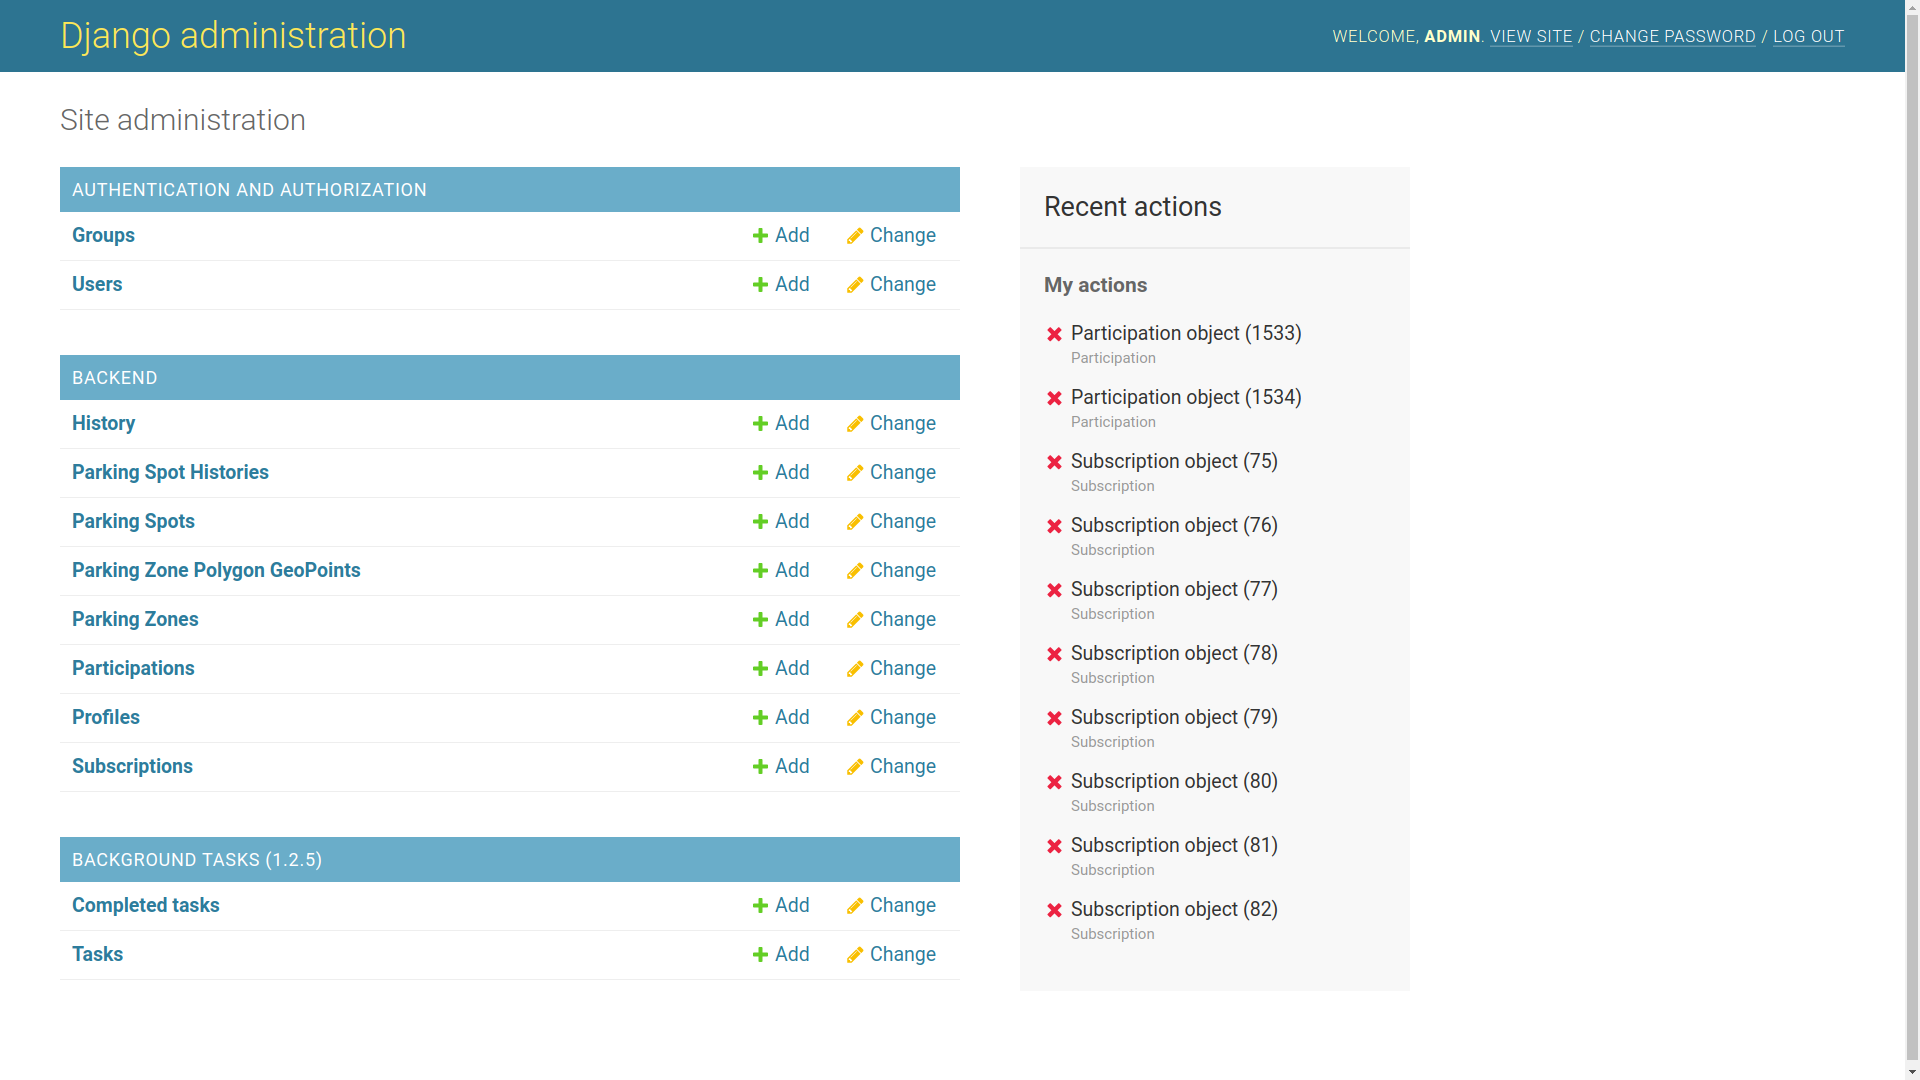 Django administration
WELCOME, ADMIN. VIEW SITE / CHANGE PASSWORD / LOG OUT
Site administration
AUTHENTICATION AND AUTHORIZATION
Groups Add Change
Users Add Change
BACKEND
History Add Change
Parking Spot Histories Add Change
Parking Spots Add Change
Parking Zone Polygon GeoPoints Add Change
Parking Zones Add Change
Participations Add Change
Profiles Add Change
Subscriptions Add Change
BACKGROUND TASKS (1.2.5)
Completed tasks Add Change
Tasks Add Change
Recent actions
My actions
Participation object (1533)
Participation
Participation object (1534)
Participation
Subscription object (75)
Subscription
Subscription object (76)
Subscription
Subscription object (77)
Subscription
Subscription object (78)
Subscription
Subscription object (79)
Subscription
Subscription object (80)
Subscription
Subscription object (81)
Subscription
Subscription object (82)
Subscription